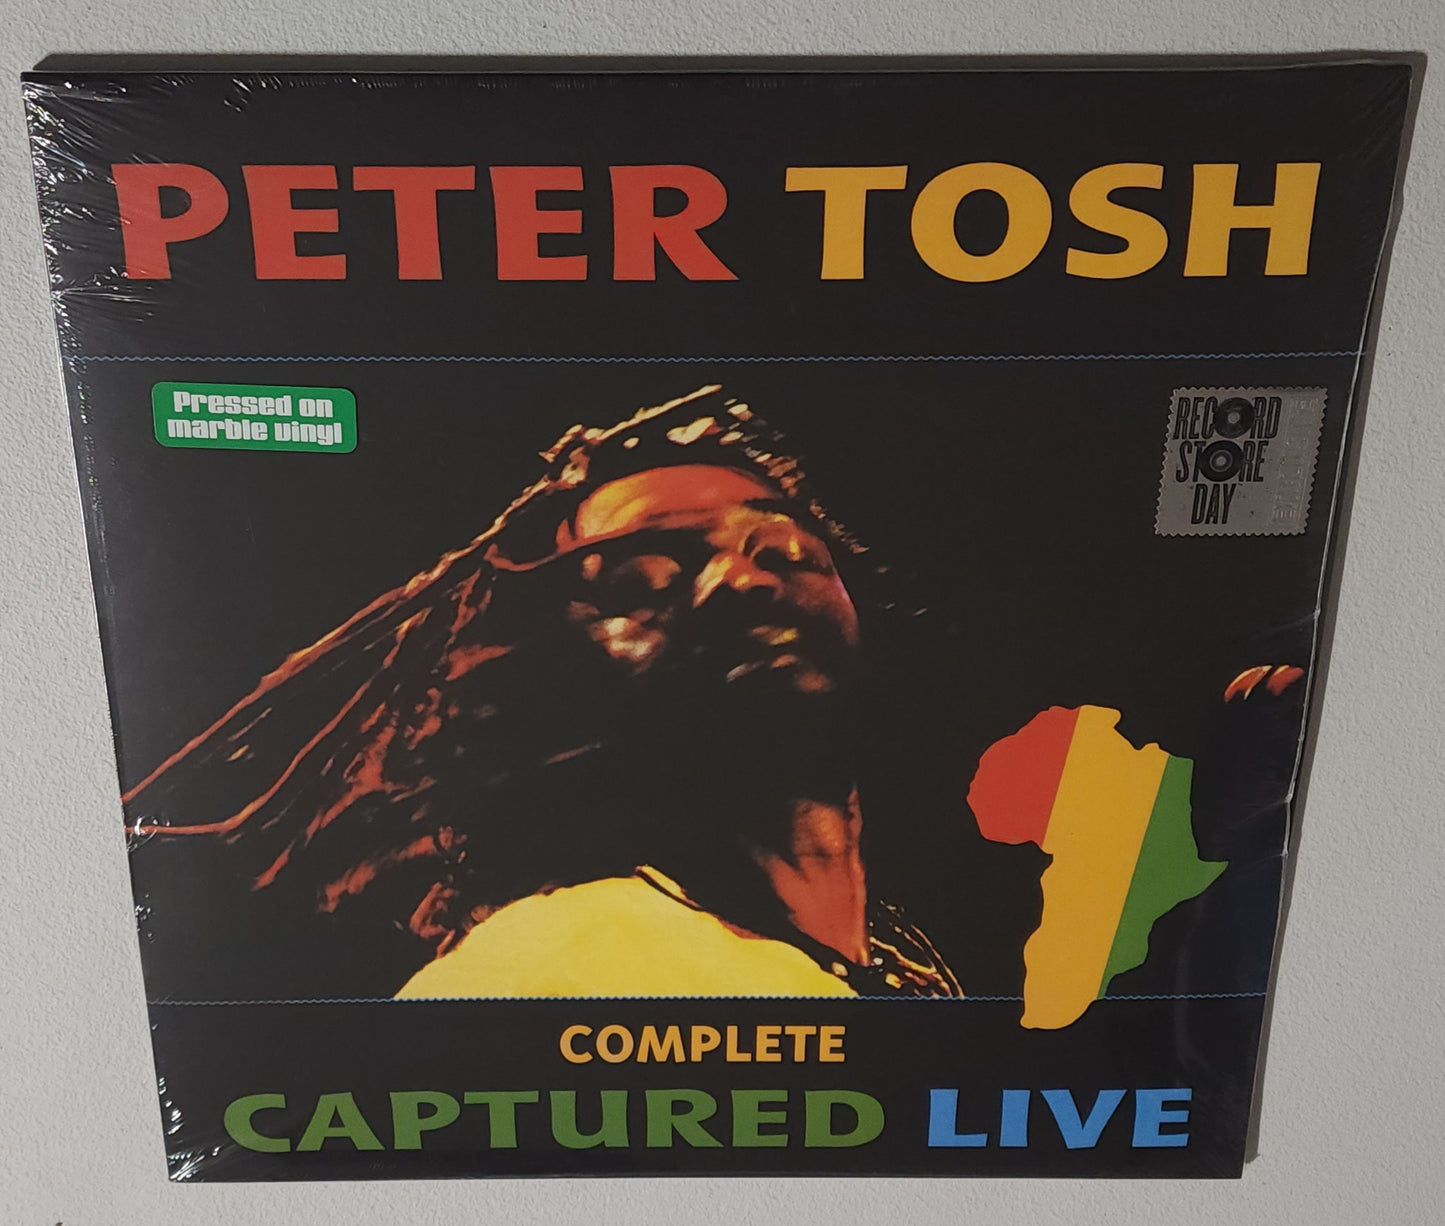 PETER TOSH
Pressed on
marble vinyl
RECORD
STORE
DAY
COMPLETE
CAPTURED LIVE